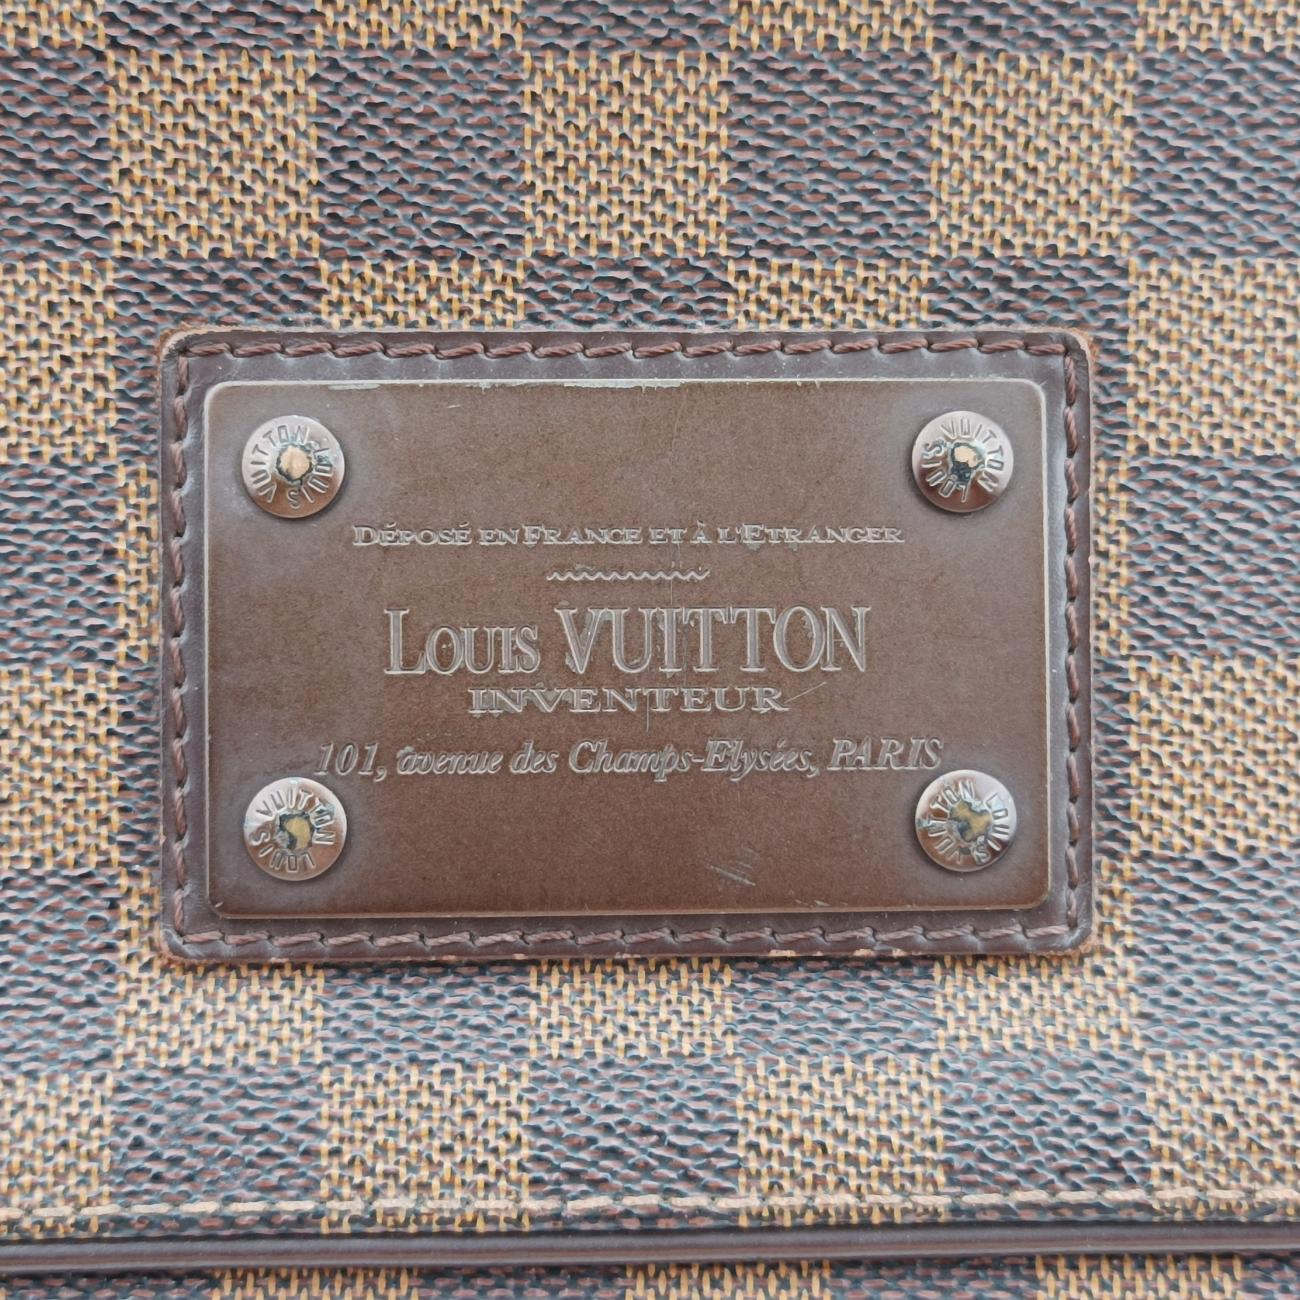 DÉPOSÉ EN FRANCE ET À L'ETRANGER
LOUIS VUITTON
INVENTEUR
101, avenue des Champs-Elysées, PARIS
LOUIS VUITTON
LOUIS VUITTON
LOUIS VUITTON
LOUIS VUITTON